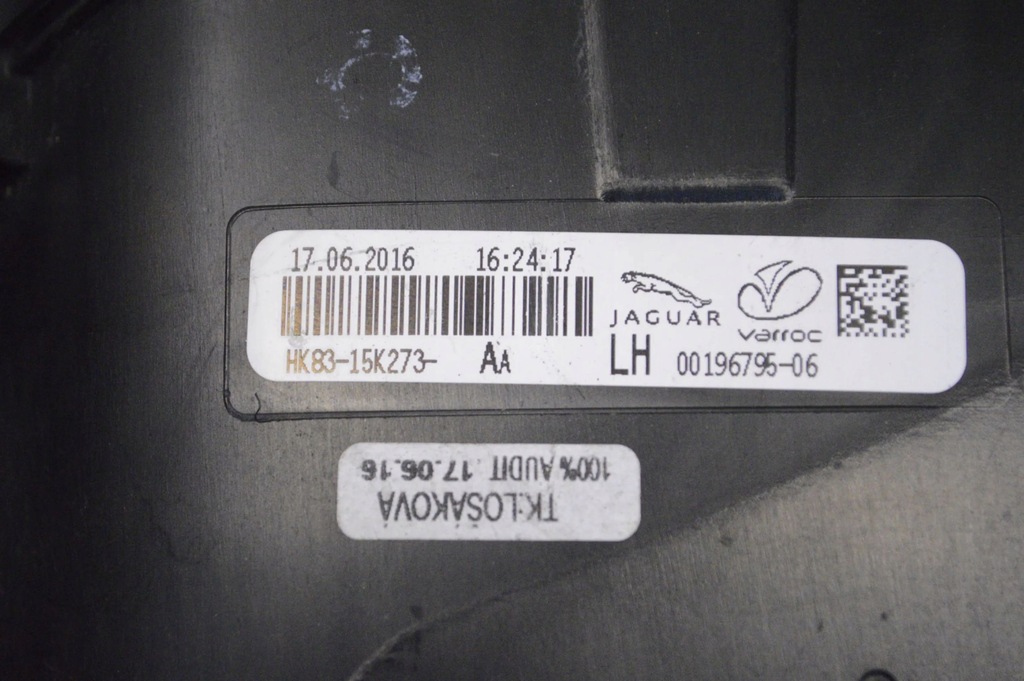 17.06.2016 16:24:17
JAGUAR
varroc
HK83-15K273- AA LH 00196795-06
100% AUDIT 17.06.16
TK:LOŠÁKOVÁ